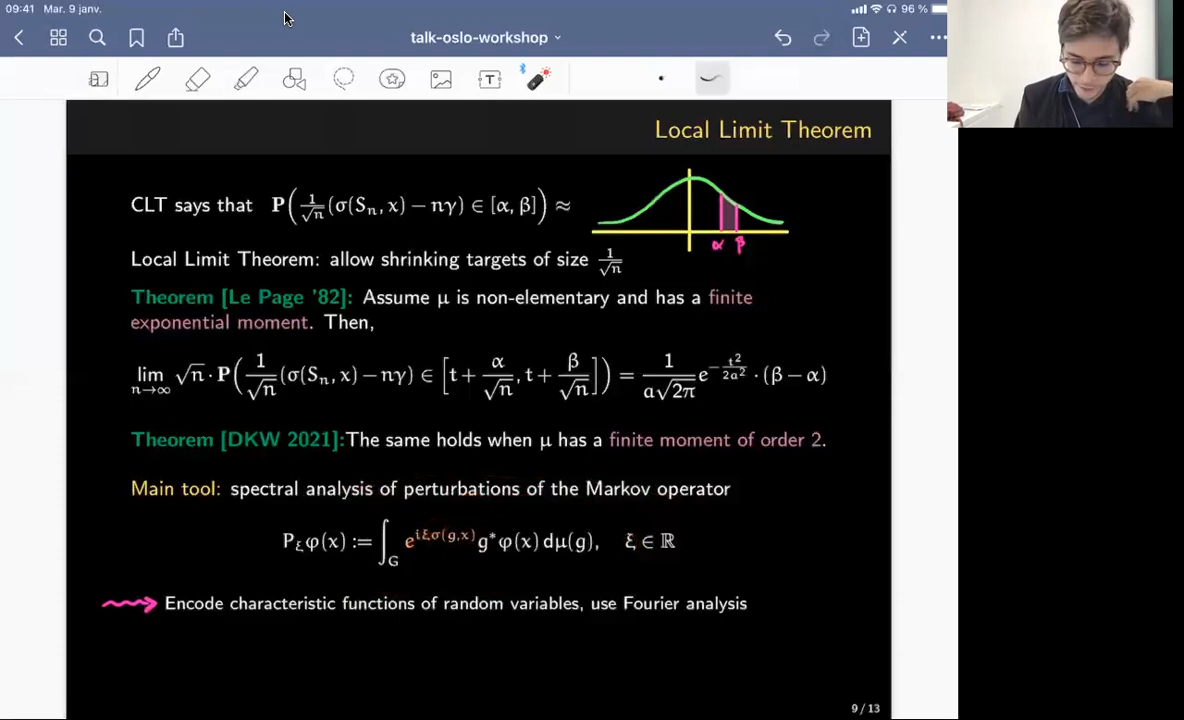 09:41 Mar. 9 janv. 96 %
talk-oslo-workshop
T
Local Limit Theorem
CLT says that P(1/√n (σ(Sₙ, x) − nγ) ∈ [α, β]) ≈
α β
Local Limit Theorem: allow shrinking targets of size 1/√n
Theorem [Le Page '82]: Assume μ is non-elementary and has a finite
exponential moment. Then,
lim n→∞ √n · P(1/√n (σ(Sₙ, x) − nγ) ∈ [t + α/√n, t + β/√n]) = 1/(a√2π) e^(−t²/2a²) · (β − α)
Theorem [DKW 2021]:The same holds when μ has a finite moment of order 2.
Main tool: spectral analysis of perturbations of the Markov operator
P_ξ φ(x) := ∫_G e^{iξσ(g,x)} g*φ(x) dμ(g), ξ ∈ ℝ
Encode characteristic functions of random variables, use Fourier analysis
9 / 13